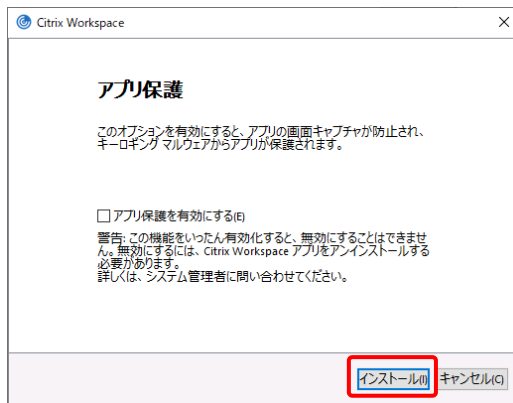 Citrix Workspace
アプリ保護
このオプションを有効にすると、アプリの画面キャプチャが防止され、
キーロギング マルウェアからアプリが保護されます。
アプリ保護を有効にする(E)
警告: この機能をいったん有効化すると、無効にすることはできませ
ん。無効にするには、Citrix Workspace アプリをアンインストールする
必要があります。
詳しくは、システム管理者に問い合わせてください。
インストール(I) キャンセル(C)